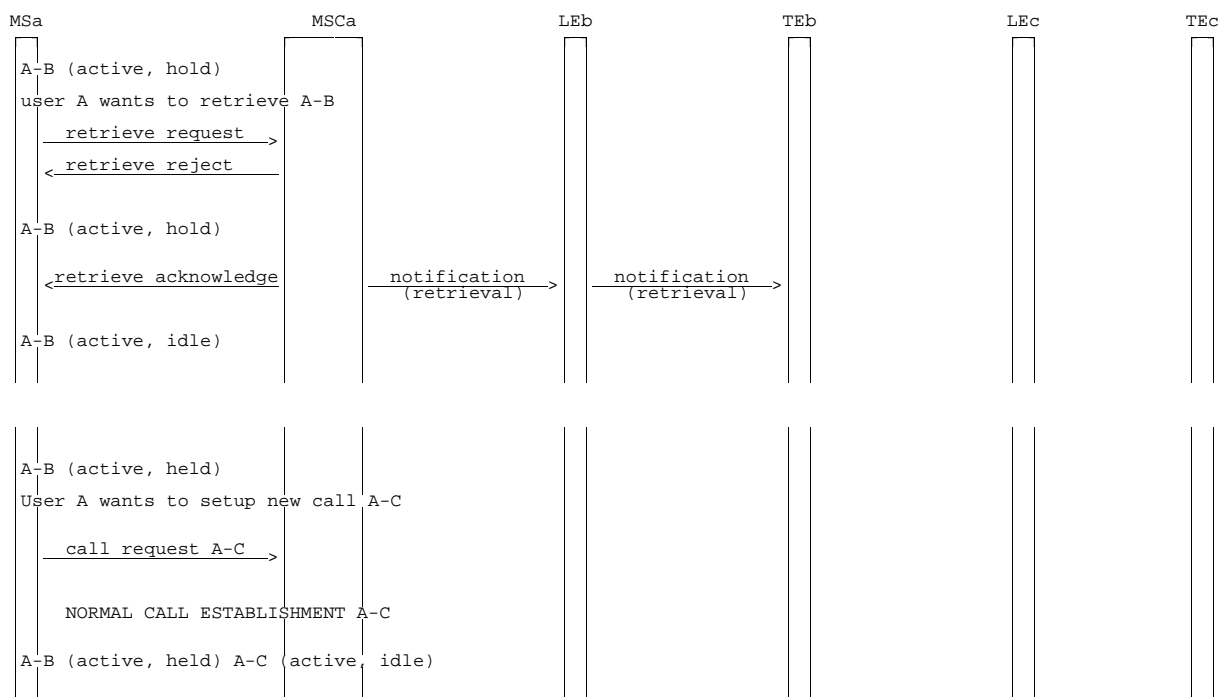 MSa MSCa LEb TEb LEc TEc
A-B (active, hold)
user A wants to retrieve A-B
retrieve request
retrieve reject
A-B (active, hold)
retrieve acknowledge notification notification
(retrieval) (retrieval)
A-B (active, idle)
A-B (active, held)
User A wants to setup new call A-C
call request A-C
NORMAL CALL ESTABLISHMENT A-C
A-B (active, held) A-C (active, idle)